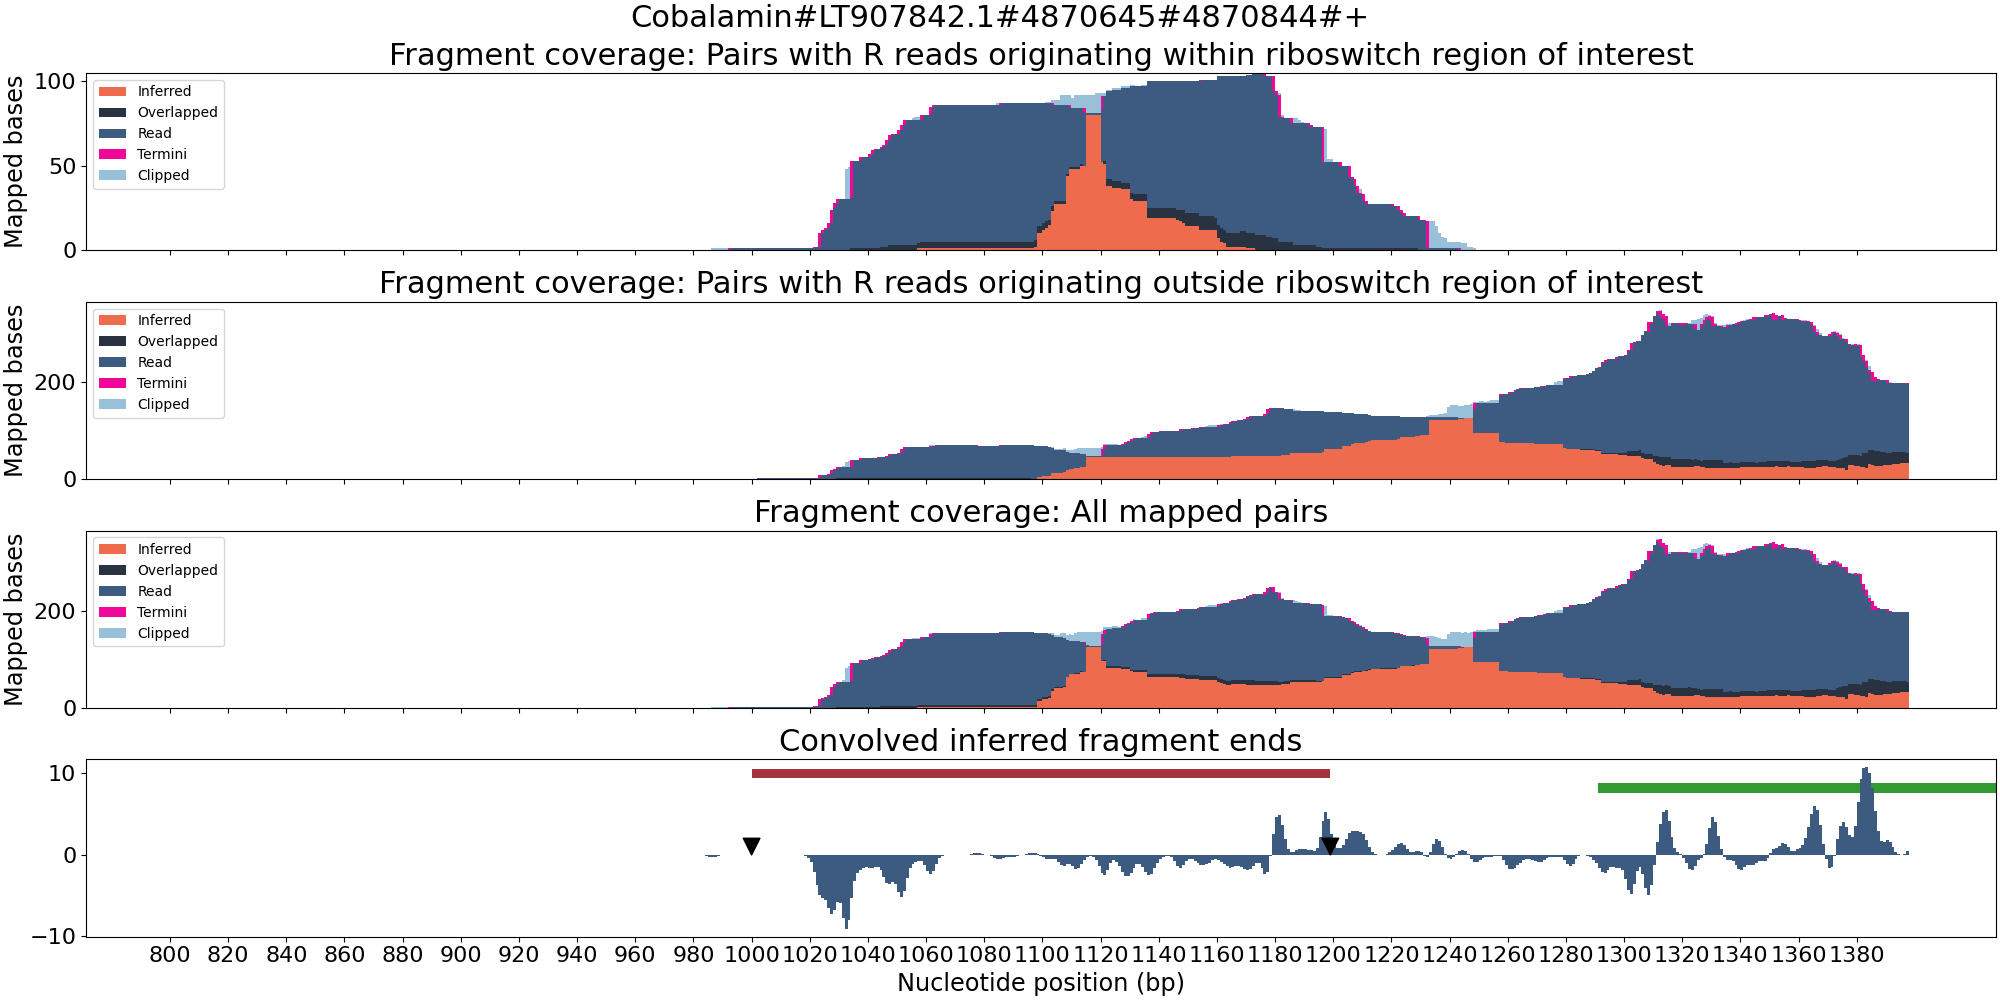 Cobalamin#LT907842.1#4870645#4870844#+
Fragment coverage: Pairs with R reads originating within riboswitch region of interest
Mapped bases
100
50
0
Inferred
Overlapped
Read
Termini
Clipped
Fragment coverage: Pairs with R reads originating outside riboswitch region of interest
Mapped bases
200
0
Inferred
Overlapped
Read
Termini
Clipped
Fragment coverage: All mapped pairs
Mapped bases
200
0
Inferred
Overlapped
Read
Termini
Clipped
Convolved inferred fragment ends
10
0
−10
800 820 840 860 880 900 920 940 960 980 1000 1020 1040 1060 1080 1100 1120 1140 1160 1180 1200 1220 1240 1260 1280 1300 1320 1340 1360 1380
Nucleotide position (bp)